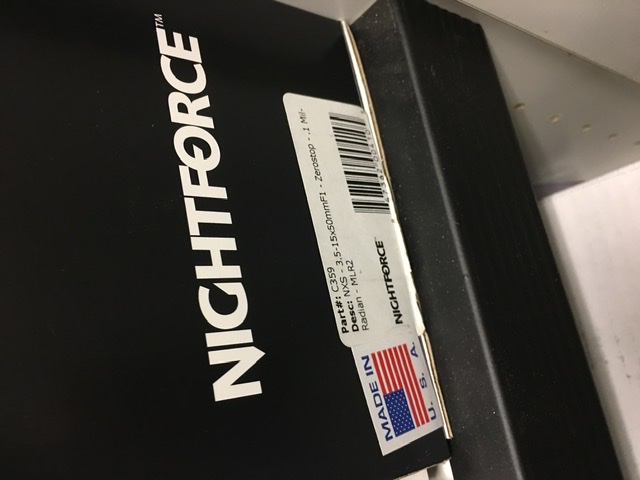 NIGHTFORCE™
Part#: C359
Desc: NXS - 3.5-15x50mmF1 - Zerostop - .1 Mil-
Radian - MLR2
NIGHTFORCE
MADE IN
U. S. A.